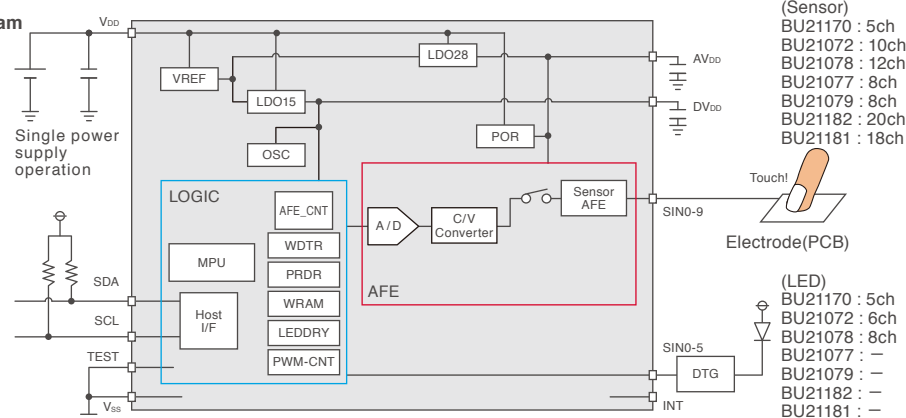 am
VDD
VREF
LDO28
LDO15
OSC
POR
AVDD
DVDD
Single power
supply
operation
(Sensor)
BU21170 : 5ch
BU21072 : 10ch
BU21078 : 12ch
BU21077 : 8ch
BU21079 : 8ch
BU21182 : 20ch
BU21181 : 18ch
LOGIC
AFE_CNT
WDTR
PRDR
WRAM
LEDDRY
PWM-CNT
MPU
Host
I/F
SDA
SCL
TEST
VSS
A/D
C/V
Converter
Sensor
AFE
AFE
SIN0-9
Touch!
Electrode(PCB)
SIN0-5
DTG
INT
(LED)
BU21170 : 5ch
BU21072 : 6ch
BU21078 : 8ch
BU21077 : －
BU21079 : －
BU21182 : －
BU21181 : －